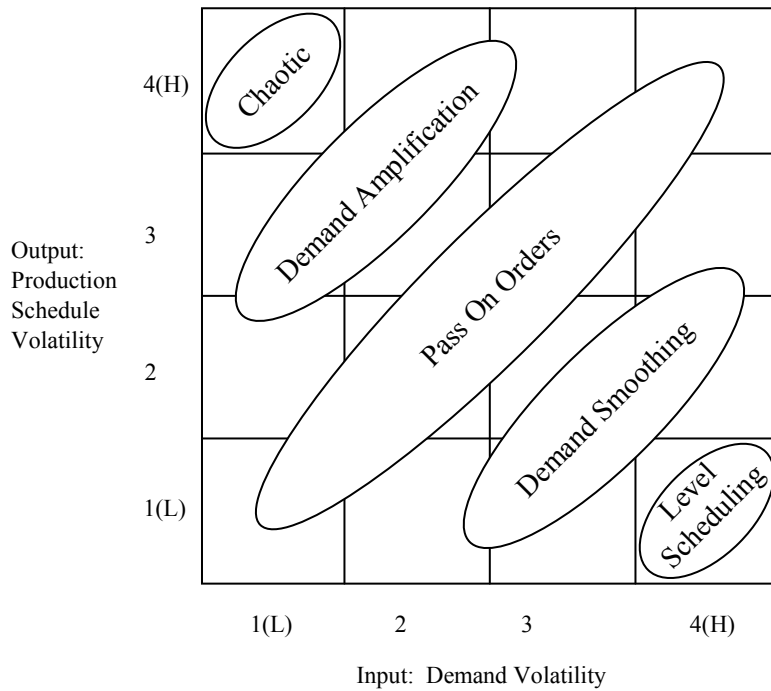 4(H)
3
2
1(L)
Output:
Production
Schedule
Volatility
Chaotic
Demand Amplification
Pass On Orders
Demand Smoothing
Level
Scheduling
1(L)
2
3
4(H)
Input: Demand Volatility